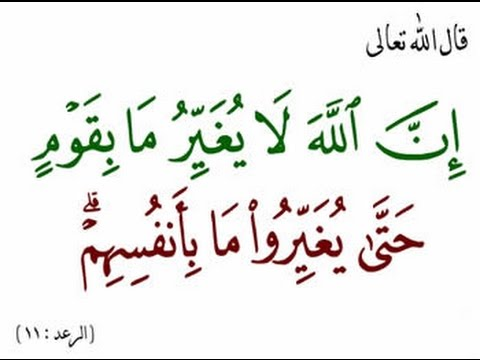 قال الله تعالى
إِنَّ ٱللَّهَ لَا يُغَيِّرُ مَا بِقَوْمٍ
حَتَّىٰ يُغَيِّرُوا۟ مَا بِأَنفُسِهِمْ ۗ
(الرعد : ١١)